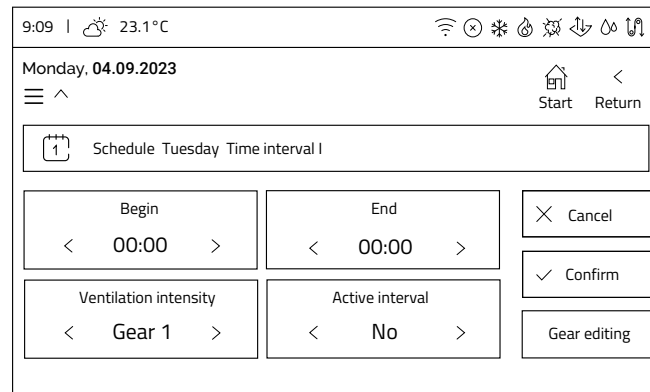 9:09 | 23.1°C
Monday, 04.09.2023
Start Return
1 Schedule Tuesday Time interval I
Begin End
00:00 00:00
Cancel
Confirm
Ventilation intensity Active interval
Gear 1 No
Gear editing